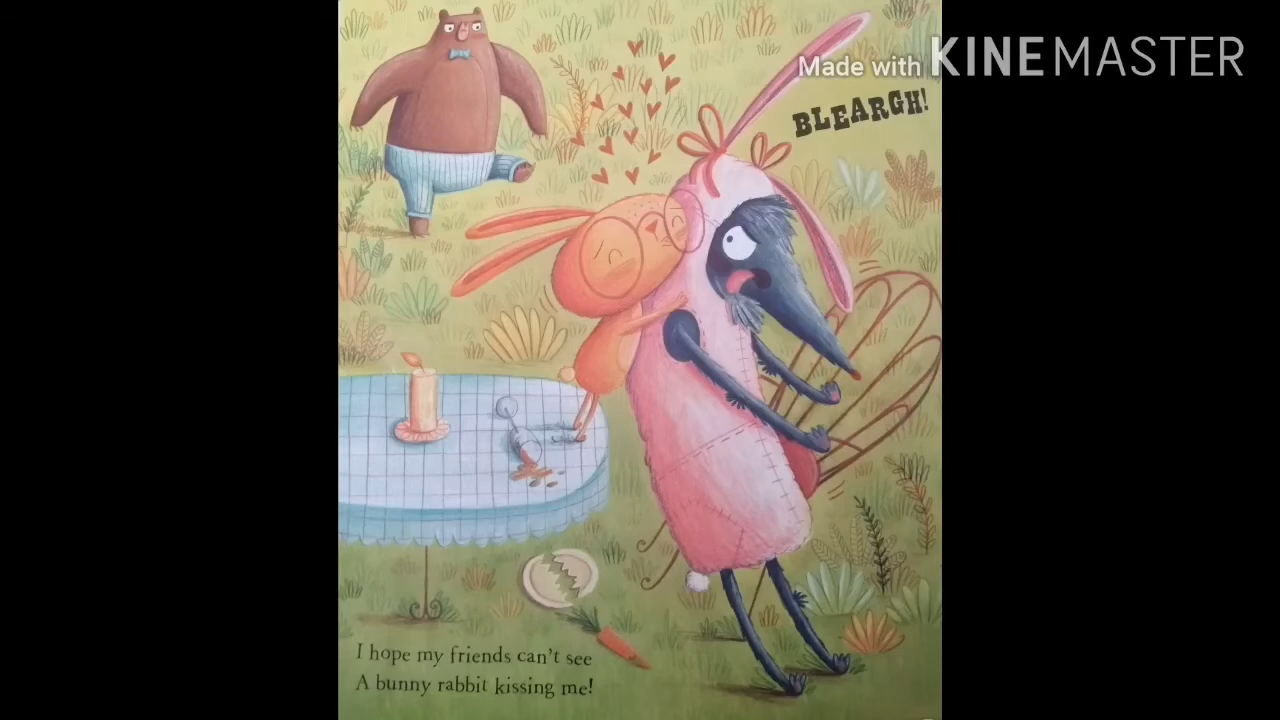 Made with KINEMASTER
BLEARGH!
I hope my friends can't see
A bunny rabbit kissing me!